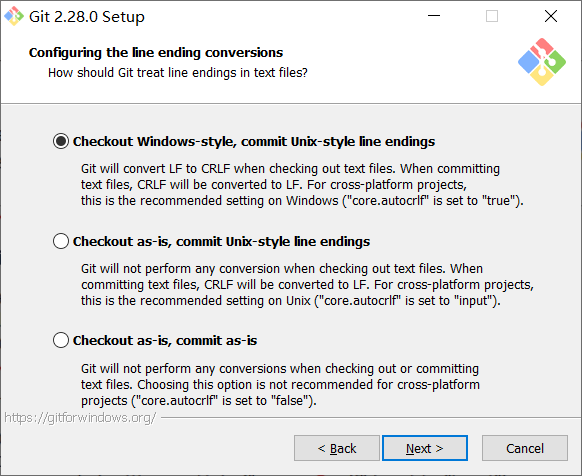 Git 2.28.0 Setup
Configuring the line ending conversions
How should Git treat line endings in text files?
Checkout Windows-style, commit Unix-style line endings
Git will convert LF to CRLF when checking out text files. When committing
text files, CRLF will be converted to LF. For cross-platform projects,
this is the recommended setting on Windows ("core.autocrlf" is set to "true").
Checkout as-is, commit Unix-style line endings
Git will not perform any conversion when checking out text files. When
committing text files, CRLF will be converted to LF. For cross-platform projects,
this is the recommended setting on Unix ("core.autocrlf" is set to "input").
Checkout as-is, commit as-is
Git will not perform any conversions when checking out or committing
text files. Choosing this option is not recommended for cross-platform
projects ("core.autocrlf" is set to "false").
https://gitforwindows.org/
< Back Next > Cancel